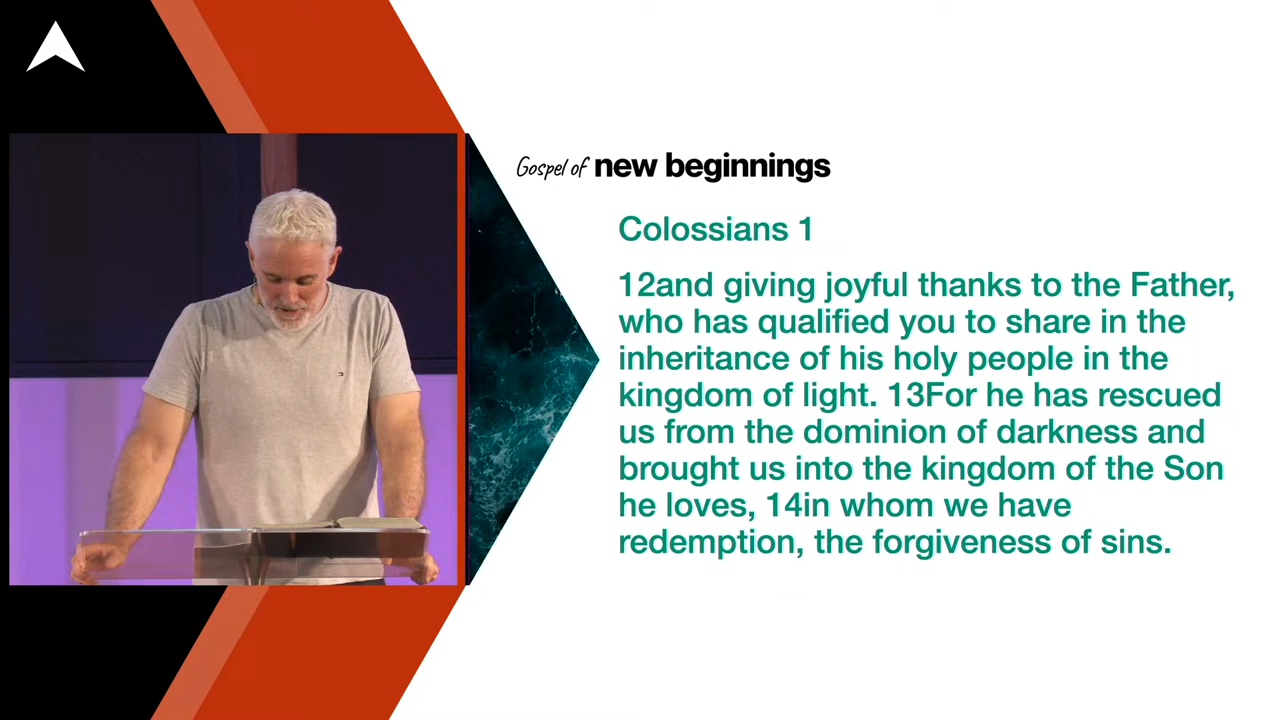 Gospel of new beginnings
Colossians 1
12and giving joyful thanks to the Father,
who has qualified you to share in the
inheritance of his holy people in the
kingdom of light. 13For he has rescued
us from the dominion of darkness and
brought us into the kingdom of the Son
he loves, 14in whom we have
redemption, the forgiveness of sins.